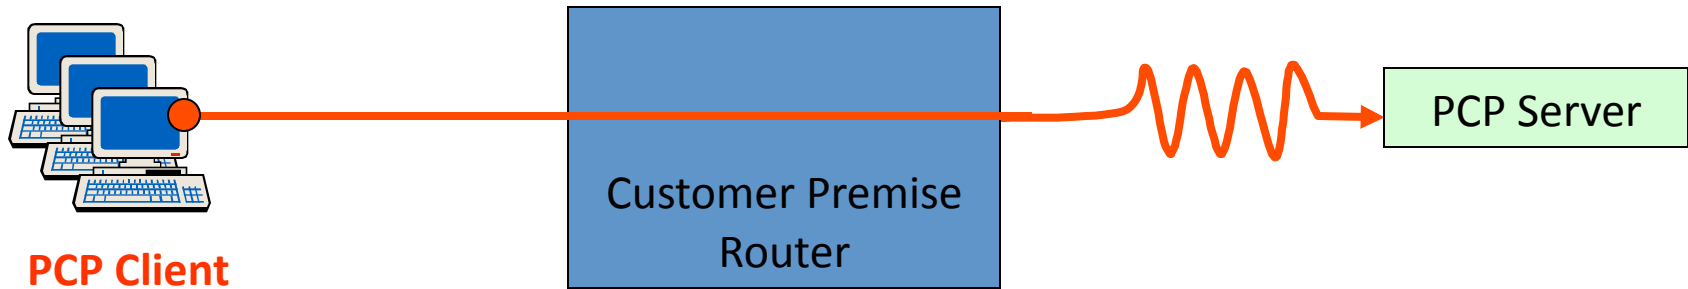 PCP Server
Customer Premise
Router
PCP Client